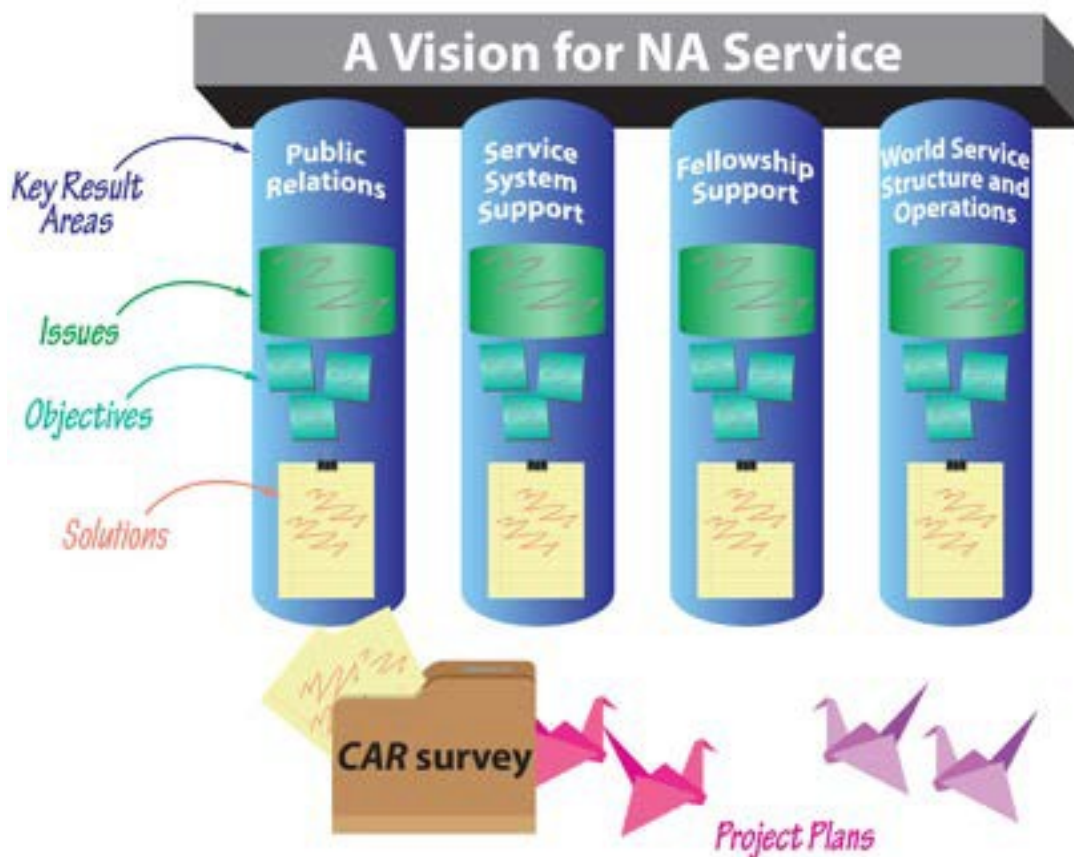 A Vision for NA Service
Public
Relations
Service
System
Support
Fellowship
Support
World Service
Structure and
Operations
Key Result
Areas
Issues
Objectives
Solutions
CAR survey
Project Plans